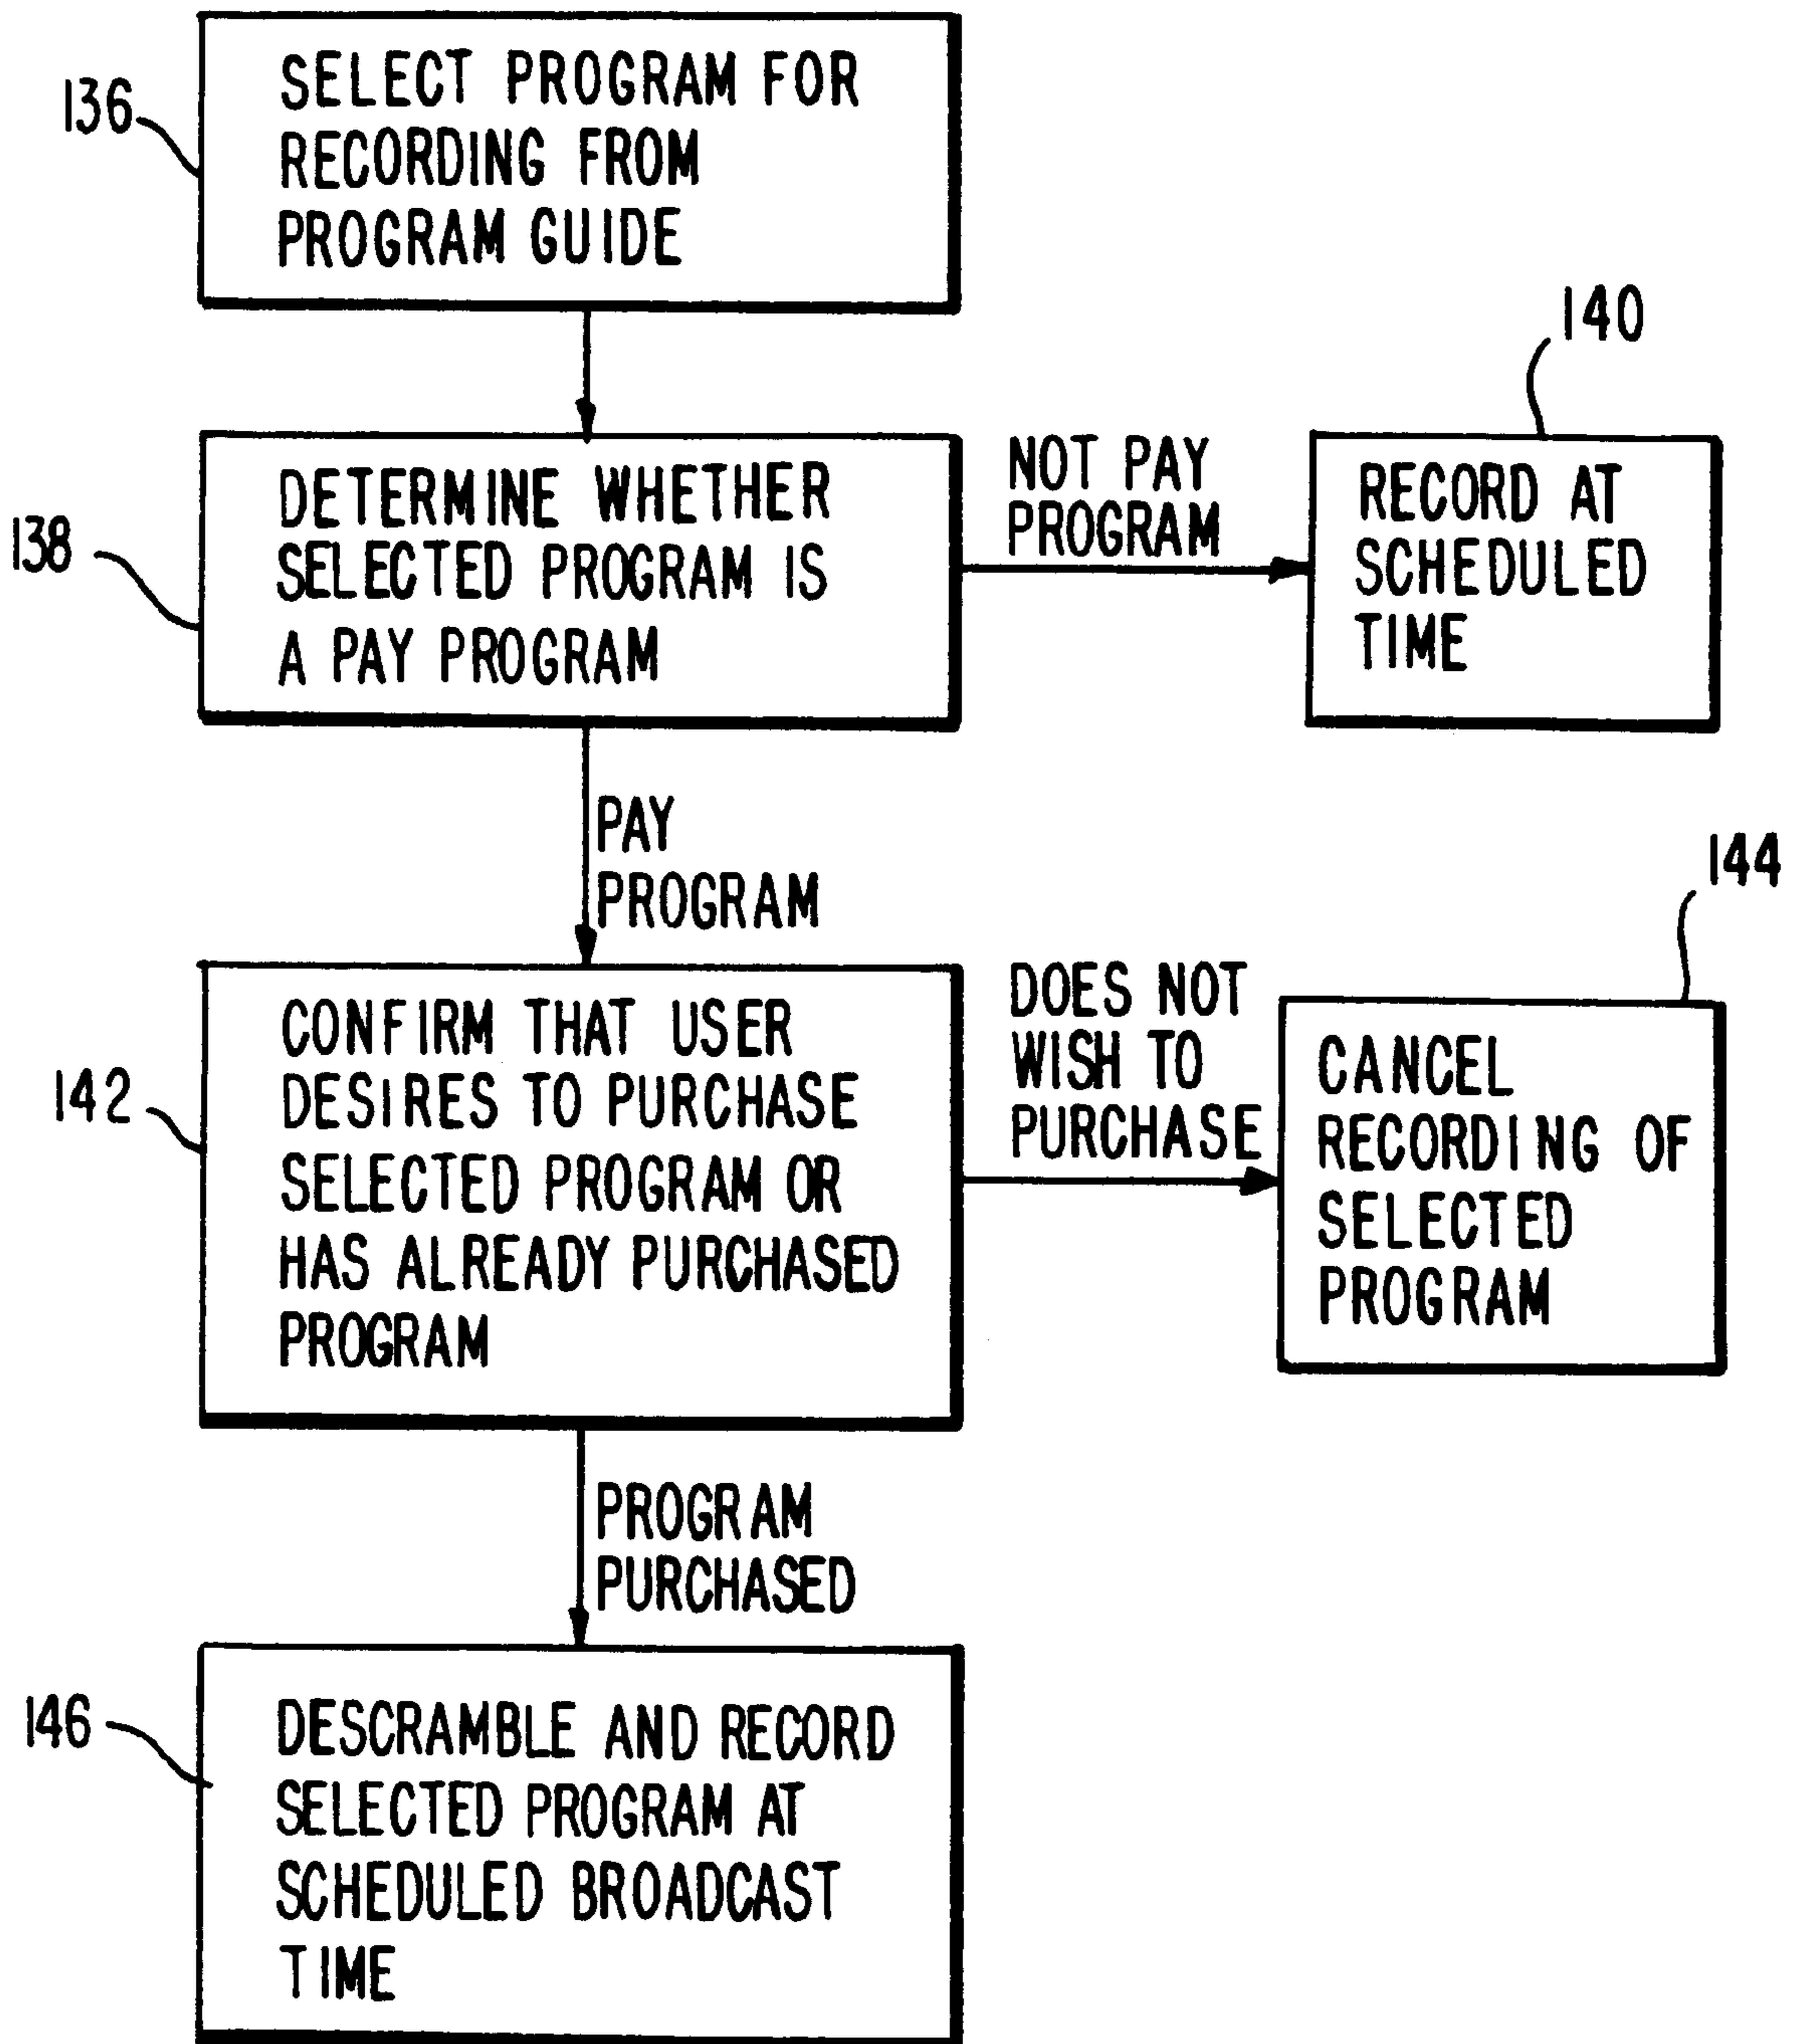 136
SELECT PROGRAM FOR
RECORDING FROM
PROGRAM GUIDE
138
DETERMINE WHETHER
SELECTED PROGRAM IS
A PAY PROGRAM
NOT PAY
PROGRAM
140
RECORD AT
SCHEDULED
TIME
PAY
PROGRAM
142
CONFIRM THAT USER
DESIRES TO PURCHASE
SELECTED PROGRAM OR
HAS ALREADY PURCHASED
PROGRAM
DOES NOT
WISH TO
PURCHASE
144
CANCEL
RECORDING OF
SELECTED
PROGRAM
PROGRAM
PURCHASED
146
DESCRAMBLE AND RECORD
SELECTED PROGRAM AT
SCHEDULED BROADCAST
TIME